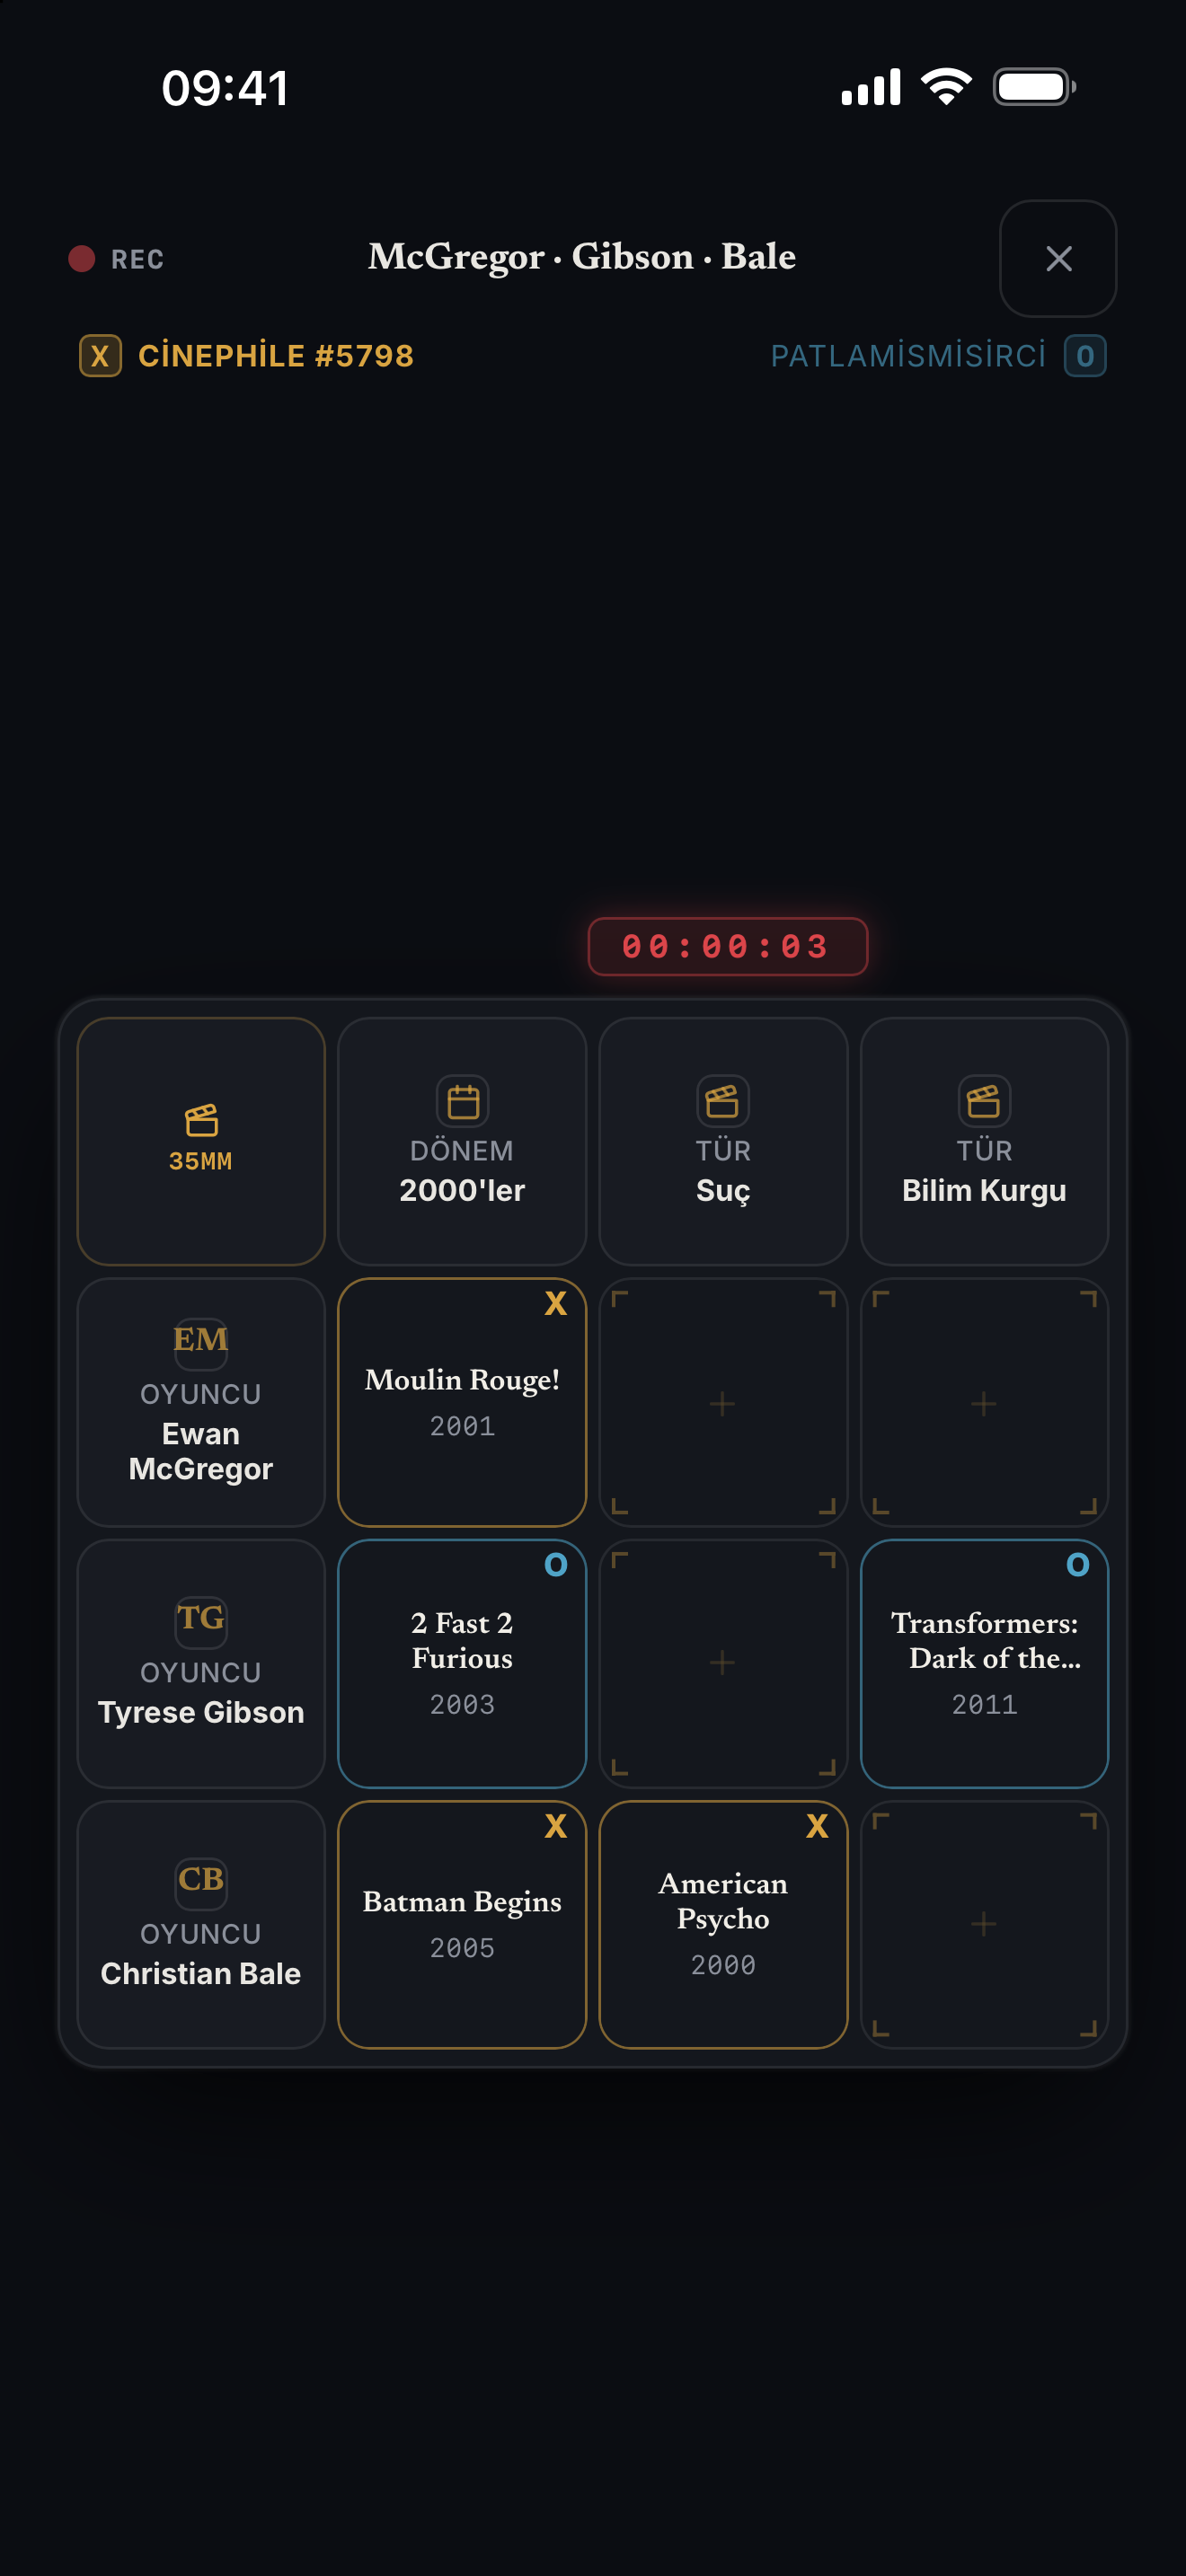 09:41
REC
McGregor · Gibson · Bale
X CİNEPHİLE #5798
PATLAMİSMİSİRCİ O
00:00:03
35MM
DÖNEM
2000'ler
TÜR
Suç
TÜR
Bilim Kurgu
EM
OYUNCU
Ewan
McGregor
X
Moulin Rouge!
2001
TG
OYUNCU
Tyrese Gibson
O
2 Fast 2
Furious
2003
O
Transformers:
Dark of the...
2011
CB
OYUNCU
Christian Bale
X
Batman Begins
2005
X
American
Psycho
2000